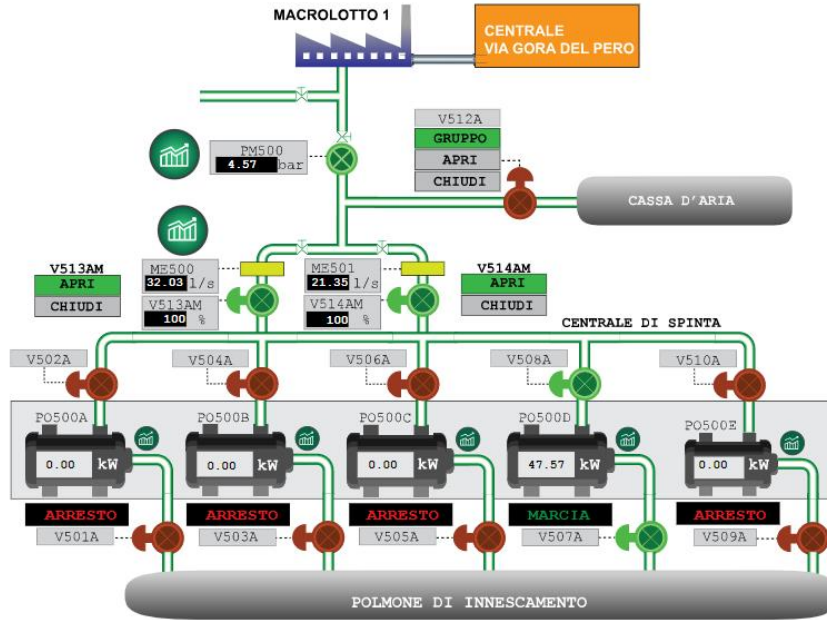 MACROLOTTO 1
CENTRALE
VIA GORA DEL PERO
V512A
GRUPPO
APRI
CHIUDI
PM500
4.57 bar
CASSA D'ARIA
V513AM
APRI
CHIUDI
ME500
32.03 l/s
V513AM
100 %
ME501
21.35 l/s
V514AM
100 %
V514AM
APRI
CHIUDI
CENTRALE DI SPINTA
V502A
V504A
V506A
V508A
V510A
PO500A
PO500B
PO500C
PO500D
PO500E
0.00 kW
0.00 kW
0.00 kW
47.57 kW
0.00 kW
ARRESTO
ARRESTO
ARRESTO
MARCIA
ARRESTO
V501A
V503A
V505A
V507A
V509A
POLMONE DI INNESCAMENTO